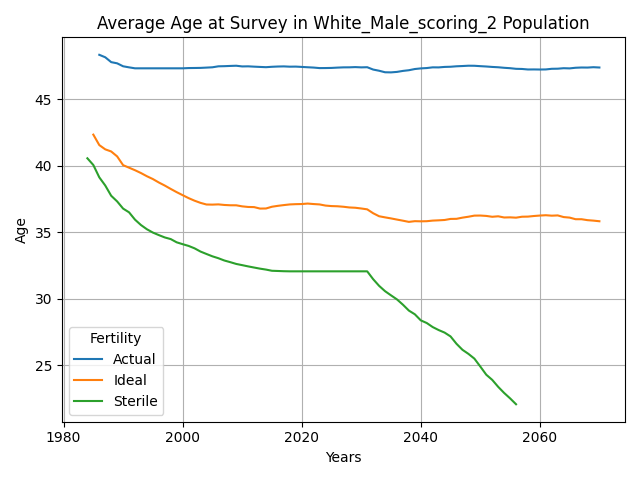 Average Age at Survey in White_Male_scoring_2 Population
Age
45
40
35
30
25
Fertility
Actual
Ideal
Sterile
1980
2000
2020
2040
2060
Years